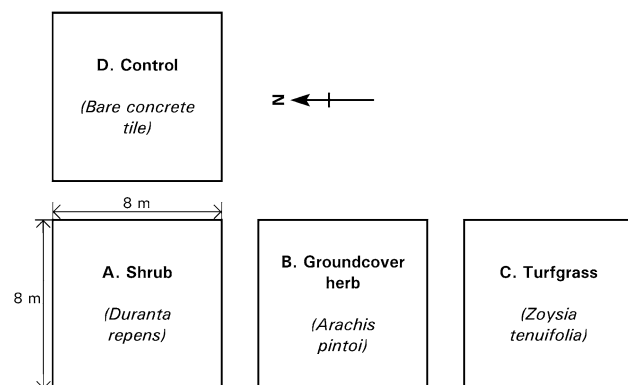 D. Control
(Bare concrete
tile)
N
8 m
8 m
A. Shrub
(Duranta
repens)
B. Groundcover
herb
(Arachis
pintoi)
C. Turfgrass
(Zoysia
tenuifolia)